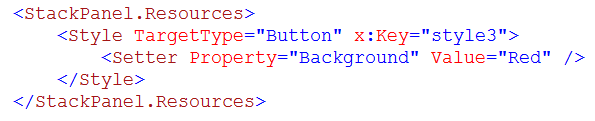 <StackPanel.Resources>
    <Style TargetType="Button" x:Key="style3">
        <Setter Property="Background" Value="Red" />
    </Style>
</StackPanel.Resources>